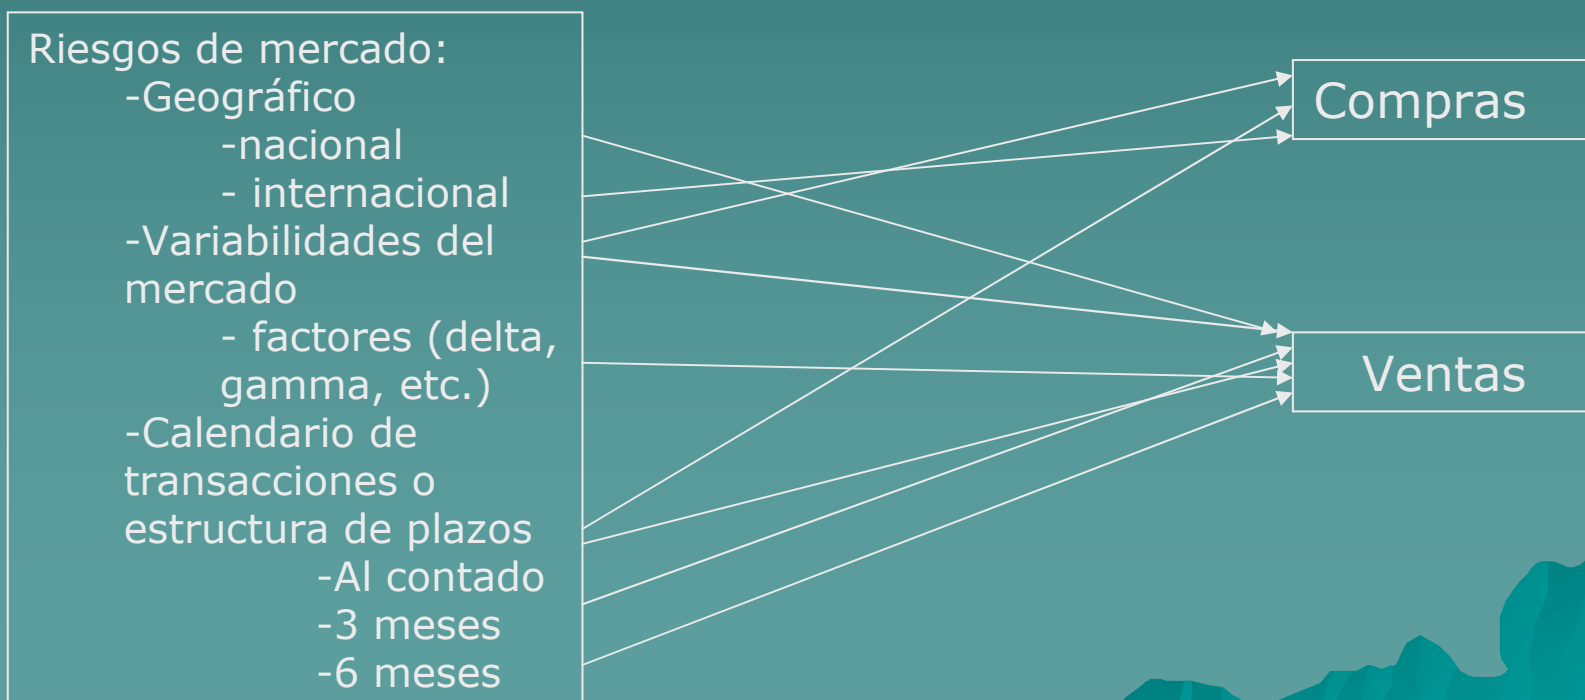 Riesgos de mercado:
-Geográfico
-nacional
- internacional
-Variabilidades del
mercado
- factores (delta,
gamma, etc.)
-Calendario de
transacciones o
estructura de plazos
-Al contado
-3 meses
-6 meses
Compras
Ventas